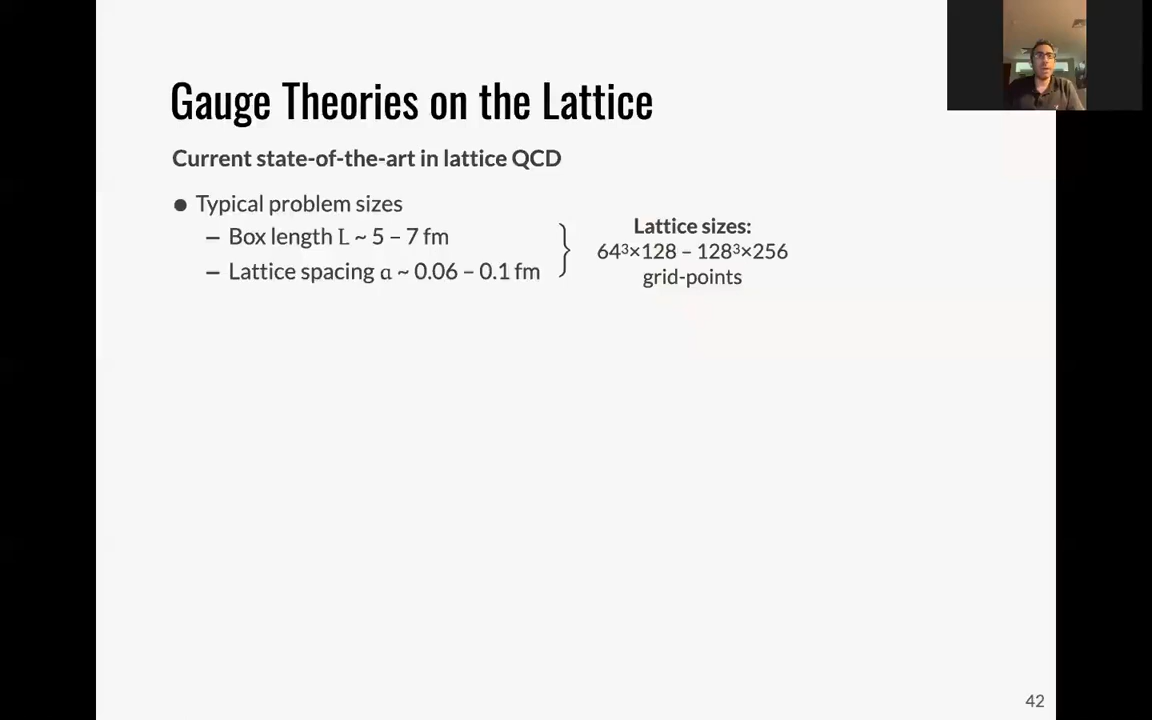 Gauge Theories on the Lattice
Current state-of-the-art in lattice QCD
● Typical problem sizes
– Box length L ~ 5 – 7 fm
– Lattice spacing a ~ 0.06 – 0.1 fm
Lattice sizes:
64³×128 – 128³×256
grid-points
42